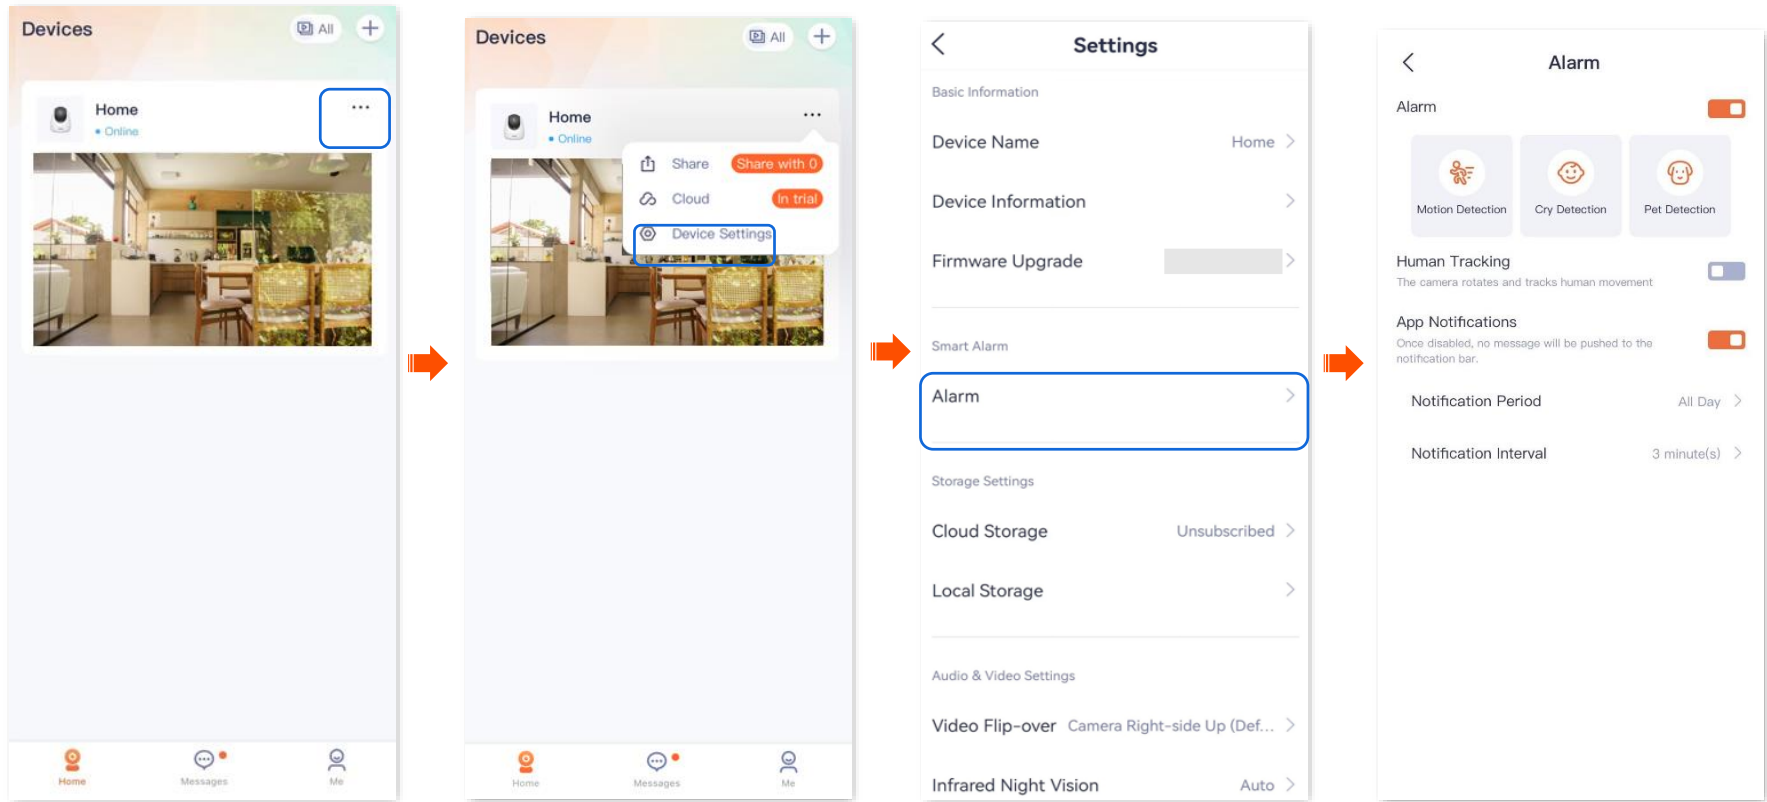 Devices
All
Home
Online
...
Home
Messages
Me
Devices
All
Home
Online
...
Share
Share with 0
Cloud
In trial
Device Settings
Home
Messages
Me
Settings
Basic Information
Device Name Home
Device Information
Firmware Upgrade
Smart Alarm
Alarm
Storage Settings
Cloud Storage Unsubscribed
Local Storage
Audio & Video Settings
Video Flip-over Camera Right-side Up (Def...
Infrared Night Vision Auto
Alarm
Alarm
Motion Detection Cry Detection Pet Detection
Human Tracking
The camera rotates and tracks human movement
App Notifications
Once disabled, no message will be pushed to the
notification bar.
Notification Period All Day
Notification Interval 3 minute(s)